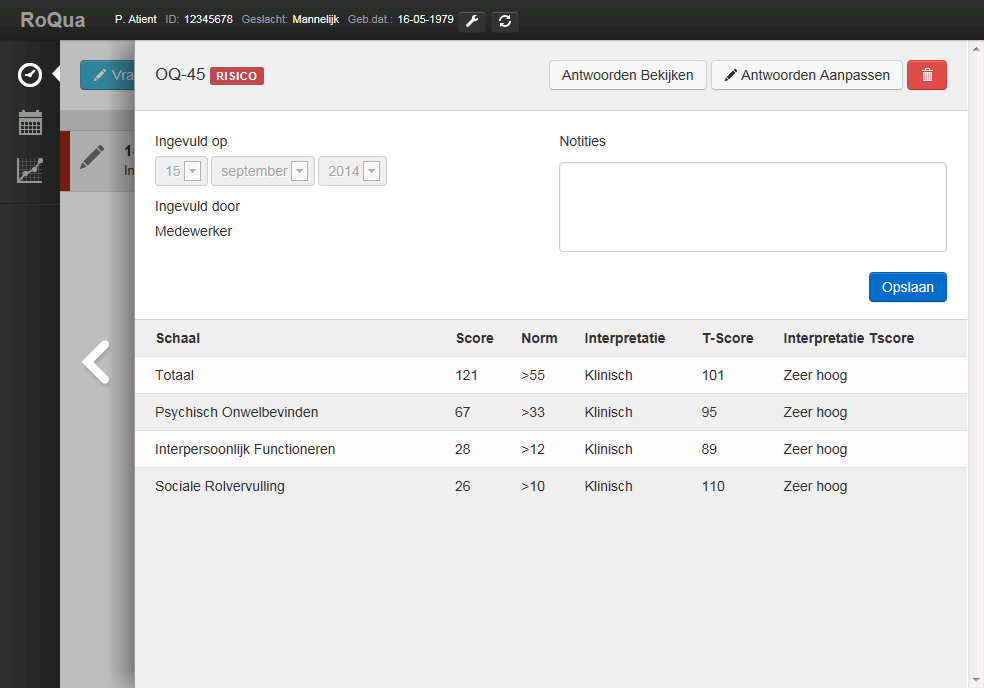 RoQua P. Atient ID: 12345678 Geslacht: Mannelijk Geb.dat.: 16-05-1979
Vra
OQ-45 RISICO Antwoorden Bekijken Antwoorden Aanpassen
Ingevuld op
15 september 2014
Ingevuld door
Medewerker
Notities
Opslaan
Schaal Score Norm Interpretatie T-Score Interpretatie Tscore
Totaal 121 >55 Klinisch 101 Zeer hoog
Psychisch Onwelbevinden 67 >33 Klinisch 95 Zeer hoog
Interpersoonlijk Functioneren 28 >12 Klinisch 89 Zeer hoog
Sociale Rolvervulling 26 >10 Klinisch 110 Zeer hoog